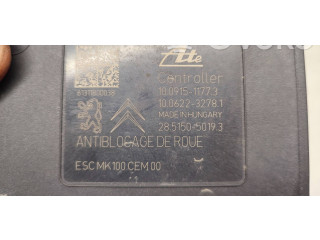 Ate
Controller
10.0915-1177.3
10.0622-3278.1
MADE IN HUNGARY
28.5150-5019.3
ANTIBLOCAGE DE ROUE
ESC MK100 CEM 00